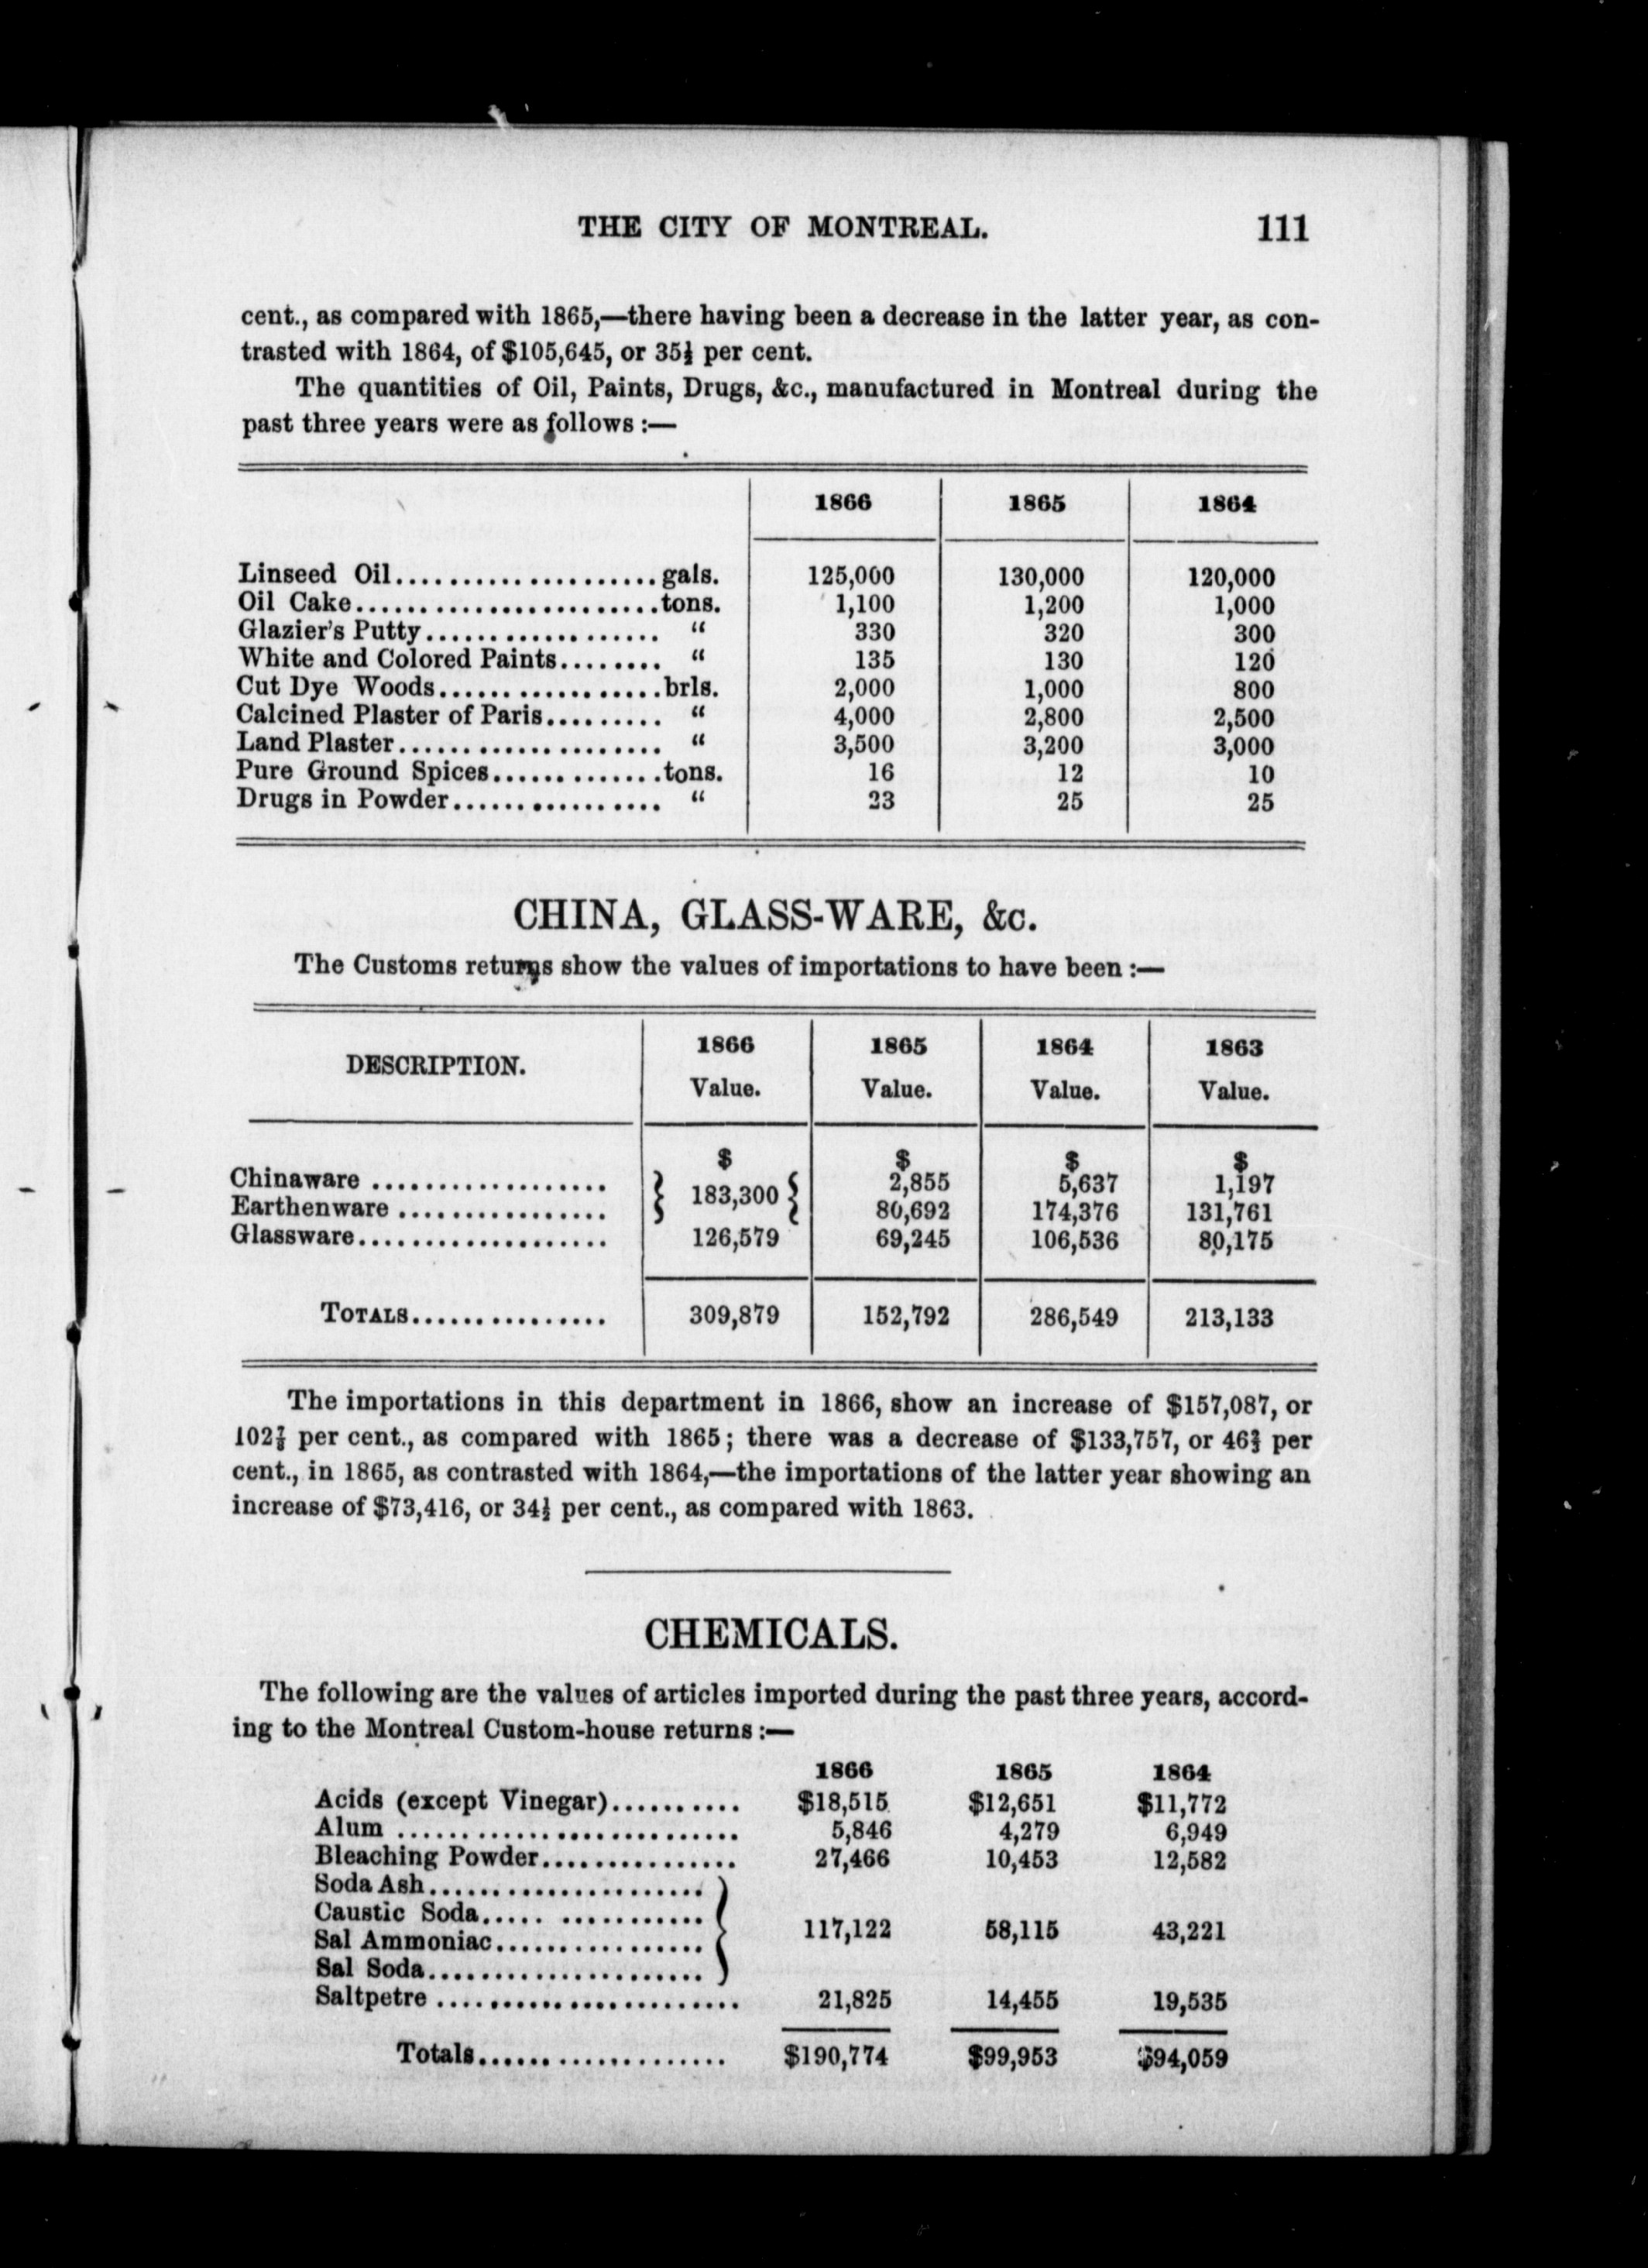 THE CITY OF MONTREAL. 111
cent., as compared with 1865,—there having been a decrease in the latter year, as con-
trasted with 1864, of $105,645, or 35½ per cent.
The quantities of Oil, Paints, Drugs, &c., manufactured in Montreal during the
past three years were as follows :—
1866 1865 1864
Linseed Oil.................... gals. 125,000 130,000 120,000
Oil Cake........................tons. 1,100 1,200 1,000
Glazier's Putty.................. “ 330 320 300
White and Colored Paints........ “ 135 130 120
Cut Dye Woods..................brls. 2,000 1,000 800
Calcined Plaster of Paris......... “ 4,000 2,800 2,500
Land Plaster..................... “ 3,500 3,200 3,000
Pure Ground Spices.............tons. 16 12 10
Drugs in Powder................ “ 23 25 25
CHINA, GLASS-WARE, &c.
The Customs returns show the values of importations to have been :—
DESCRIPTION. 1866 1865 1864 1863
Value. Value. Value. Value.
$ $ $ $
Chinaware .................. 2,855 5,637 1,197
} 183,300 {
Earthenware ................ 80,692 174,376 131,761
Glassware................... 126,579 69,245 106,536 80,175
TOTALS............... 309,879 152,792 286,549 213,133
The importations in this department in 1866, show an increase of $157,087, or
102⅞ per cent., as compared with 1865; there was a decrease of $133,757, or 46¾ per
cent., in 1865, as contrasted with 1864,—the importations of the latter year showing an
increase of $73,416, or 34½ per cent., as compared with 1863.
CHEMICALS.
The following are the values of articles imported during the past three years, accord-
ing to the Montreal Custom-house returns :—
1866 1865 1864
Acids (except Vinegar).......... $18,515 $12,651 $11,772
Alum .......................... 5,846 4,279 6,949
Bleaching Powder............... 27,466 10,453 12,582
Soda Ash.....................
Caustic Soda..... ...........
} 117,122 58,115 43,221
Sal Ammoniac................
Sal Soda.....................
Saltpetre ....................... 21,825 14,455 19,535
Totals................... $190,774 $99,953 $94,059